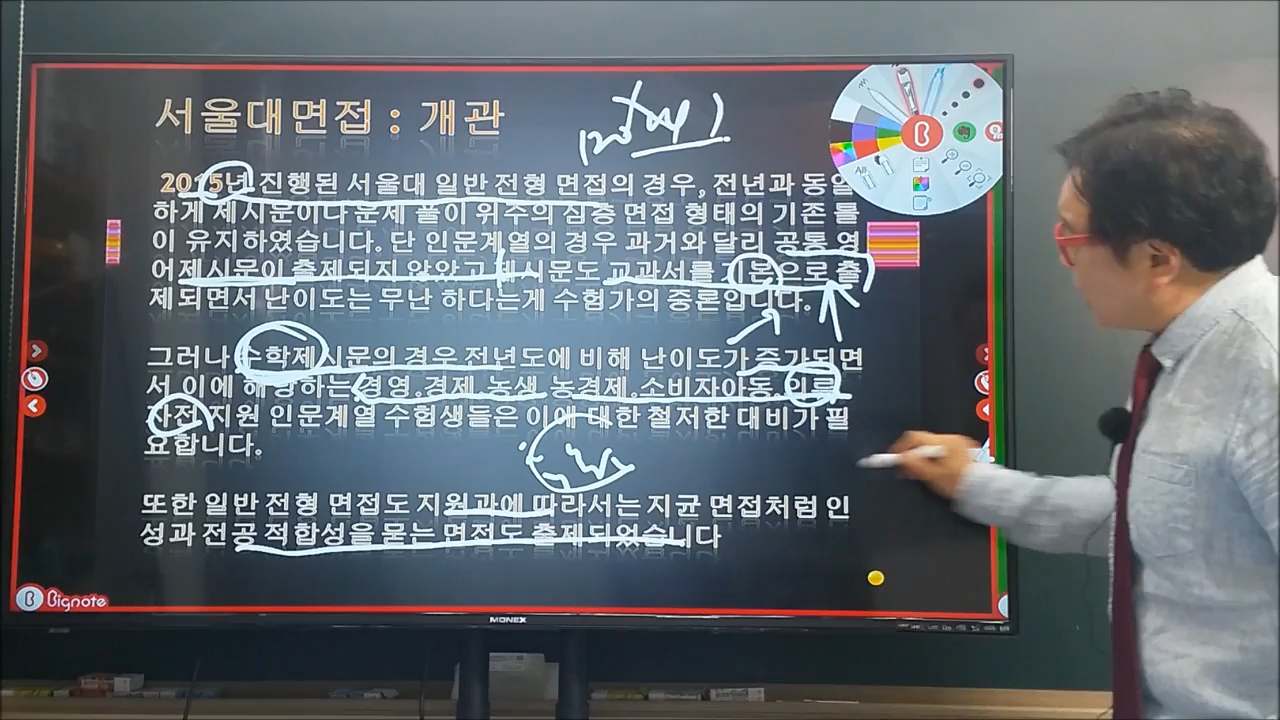 서울대면접 : 개관
2015년 진행된 서울대 일반 전형 면접의 경우, 전년과 동일
하게 제시문이나 문제 풀이 위주의 심층 면접 형태의 기존 틀
이 유지하였습니다. 단 인문계열의 경우 과거와 달리 공통 영
어제시문이 출제되지 않았고 제시문도 교과서를 기본으로 출
제되면서 난이도는 무난 하다는게 수험가의 중론입니다.
그러나 수학제시문의 경우 전년도에 비해 난이도가 증가되면
서 이에 해당하는 경영.경제 농생 농경제.소비자아동 의류
자전 지원 인문계열 수험생들은 이에 대한 철저한 대비가 필
요합니다.
또한 일반 전형 면접도 지원과에 따라서는 지균 면접처럼 인
성과 전공 적합성을 묻는 면접도 출제되었습니다
Bignote
MONEX